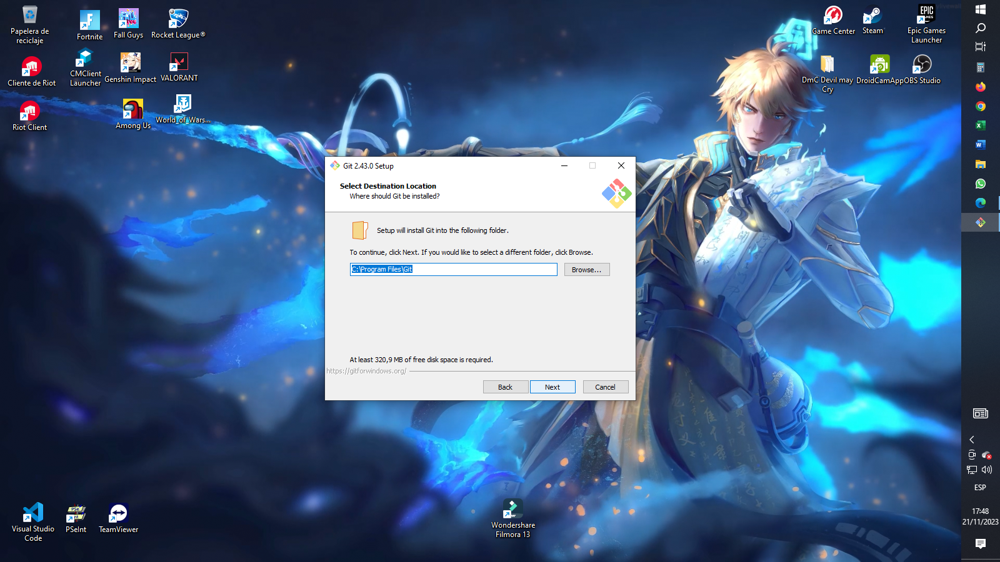 Papelera de
reciclaje
Fortnite
Fall Guys
Rocket League®
Cliente de Riot
CMClient
Launcher
Genshin Impact
VALORANT
Riot Client
Among Us
World_of_Wars...
Game Center
Steam
EPIC
GAMES
Epic Games
Launcher
DmC Devil may
Cry
DroidCamApp
OBS Studio
Git 2.43.0 Setup
Select Destination Location
Where should Git be installed?
Setup will install Git into the following folder.
To continue, click Next. If you would like to select a different folder, click Browse.
C:\Program Files\Git
Browse...
At least 320,9 MB of free disk space is required.
https://gitforwindows.org/
Back
Next
Cancel
Visual Studio
Code
PSeInt
TeamViewer
Wondershare
Filmora 13
ESP
17:48
21/11/2023